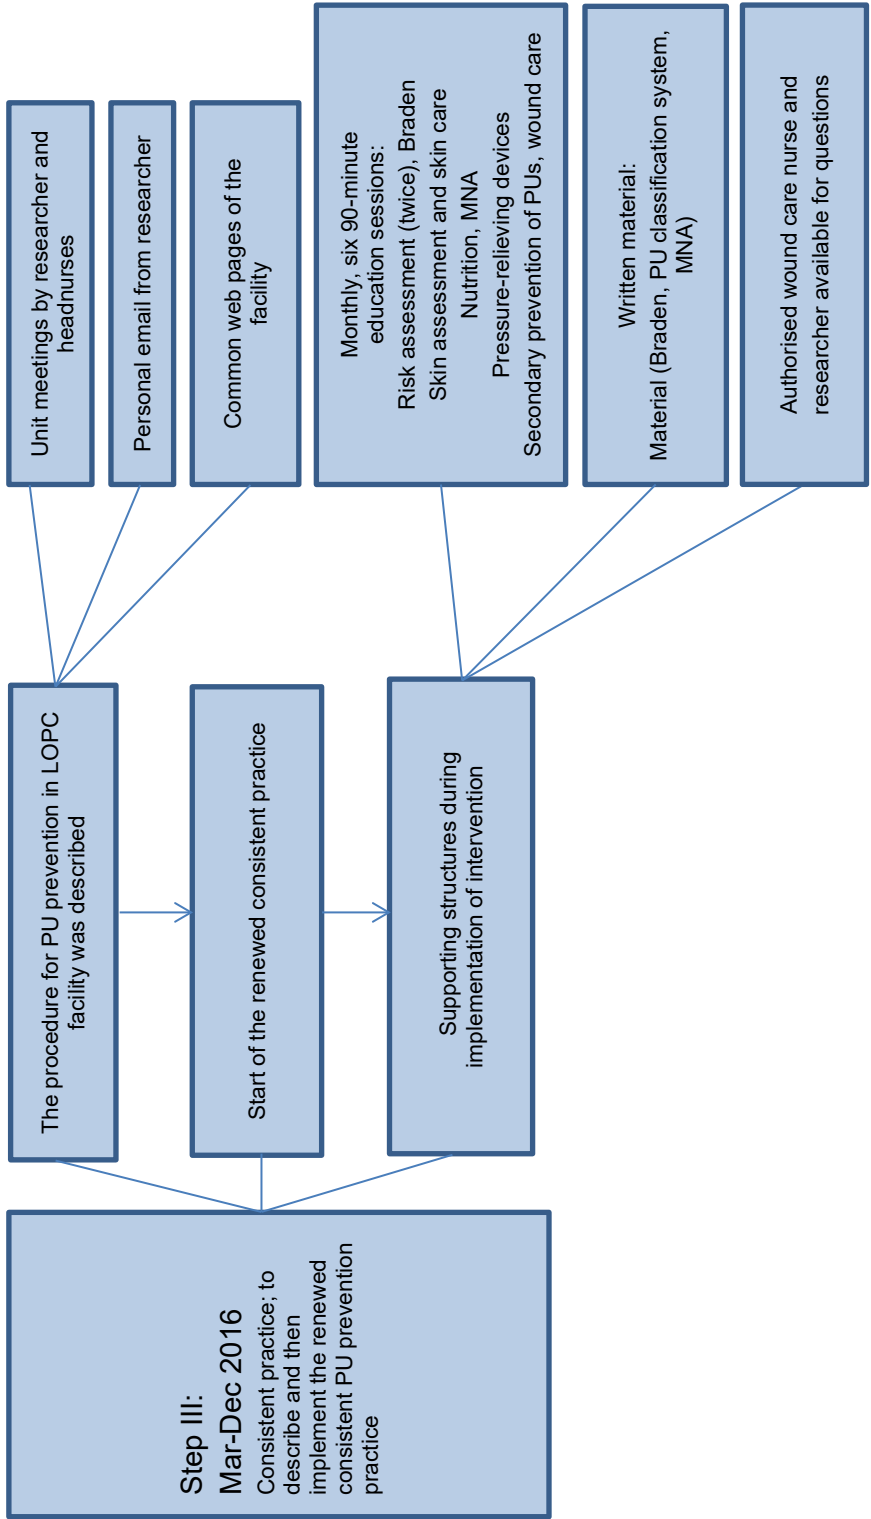 Step III:
Mar-Dec 2016
Consistent practice; to
describe and then
implement the renewed
consistent PU prevention
practice
The procedure for PU prevention in LOPC
facility was described
Start of the renewed consistent practice
Supporting structures during
implementation of intervention
Unit meetings by researcher and
headnurses
Personal email from researcher
Common web pages of the
facility
Monthly, six 90-minute
education sessions:
Risk assessment (twice), Braden
Skin assessment and skin care
Nutrition, MNA
Pressure-relieving devices
Secondary prevention of PUs, wound care
Written material:
Material (Braden, PU classification system,
MNA)
Authorised wound care nurse and
researcher available for questions